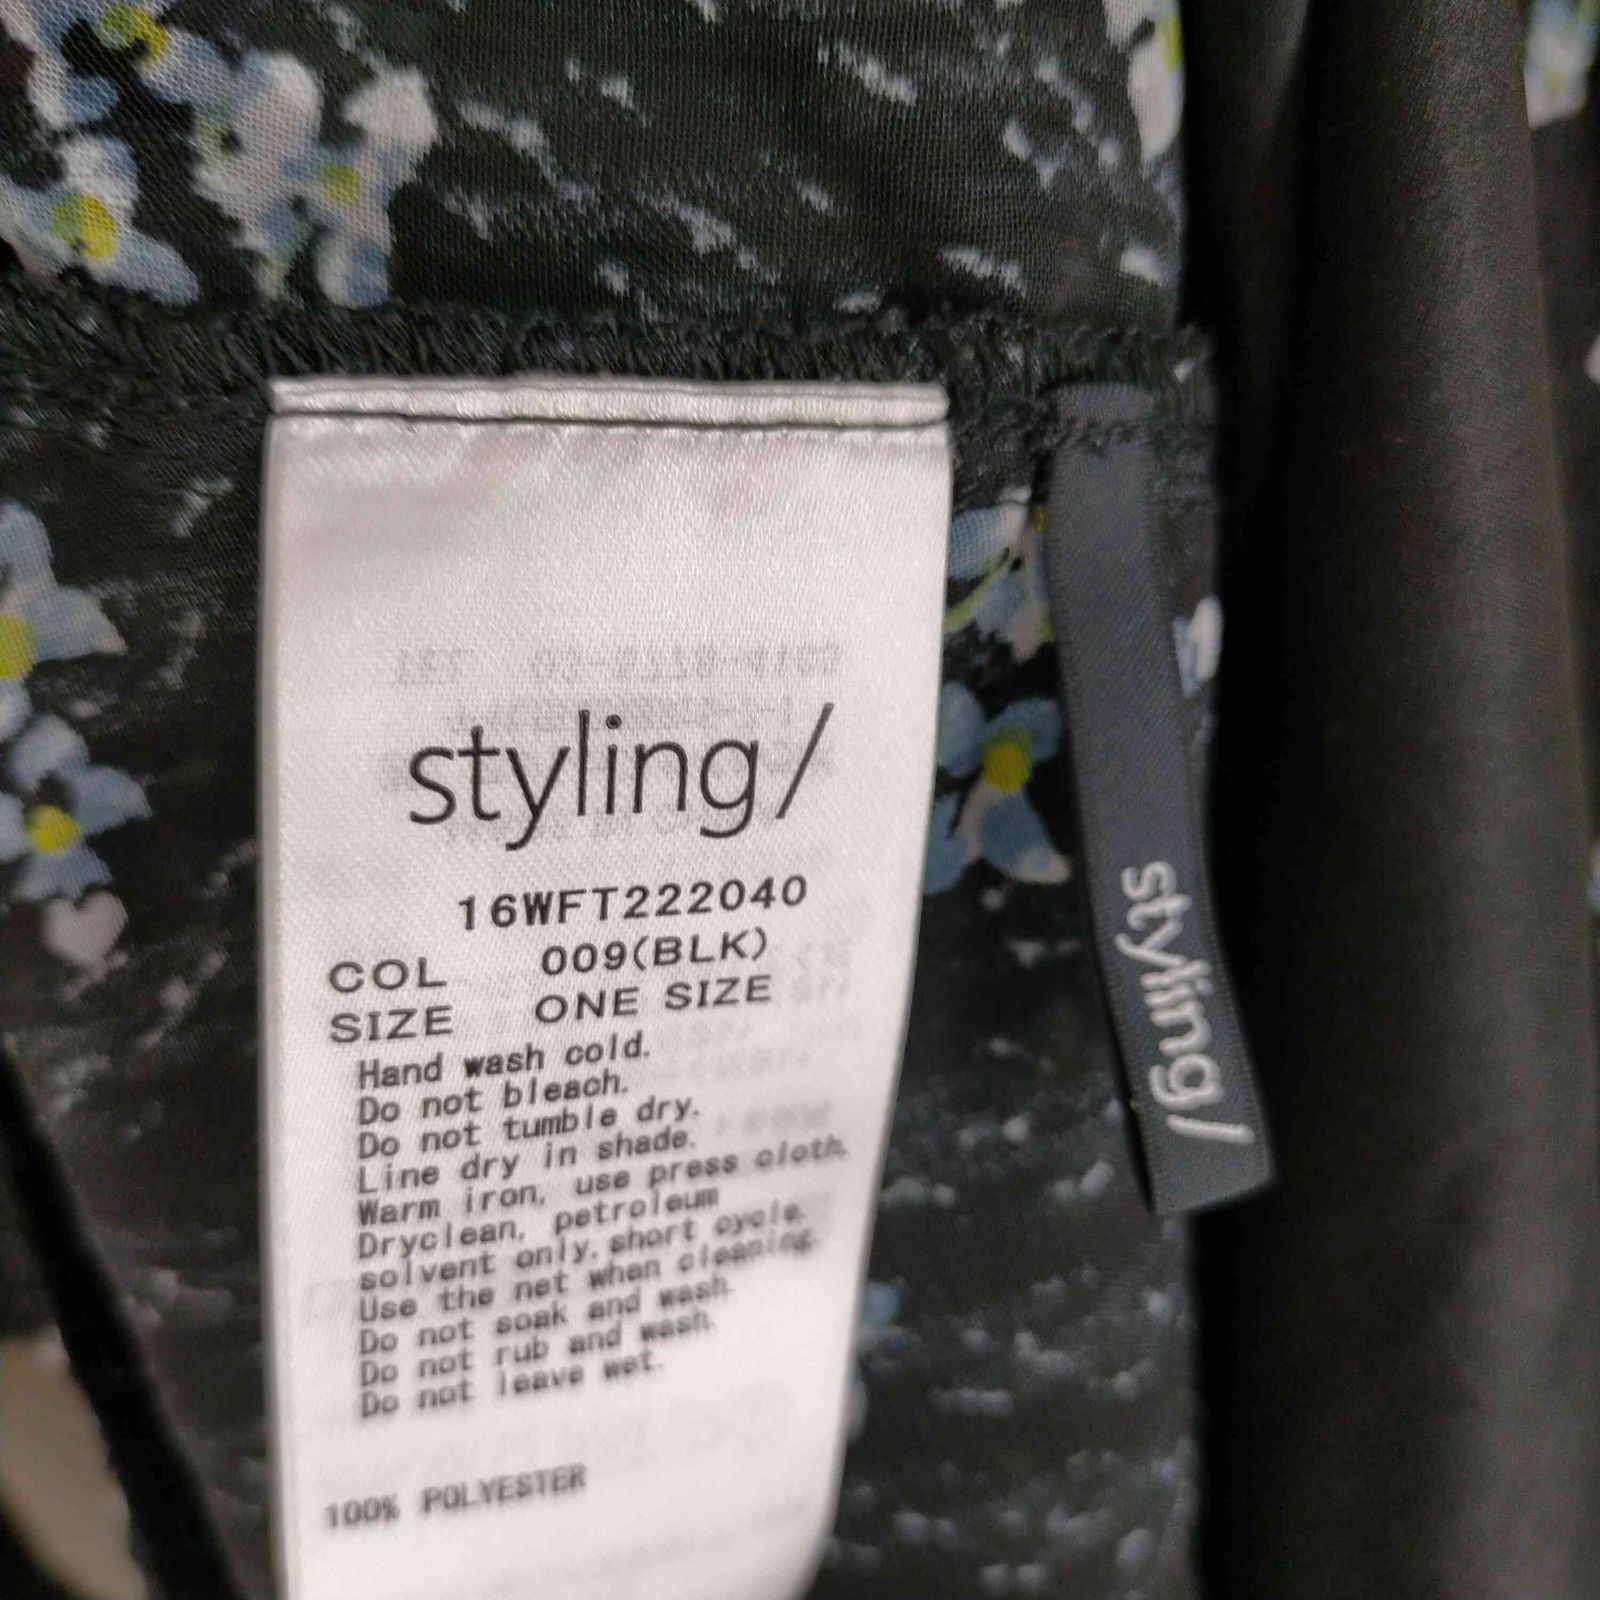 styling/
16WFT222040
COL 009(BLK)
SIZE ONE SIZE
Hand wash cold.
Do not bleach.
Do not tumble dry.
Line dry in shade.
Warm iron, use press cloth.
Dryclean, petroleum
solvent only, short cycle.
Use the net when cleaning.
Do not soak and wash.
Do not rub and wash.
Do not leave wet.
100% POLYESTER
styling/